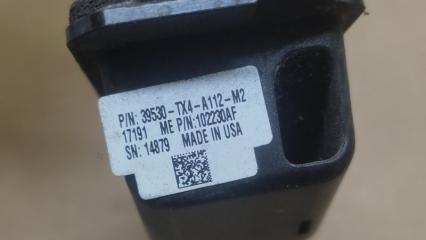 P/N: 39530-TX4-A112-M2
17191 ME P/N:102230AF
SN: 14879 MADE IN USA